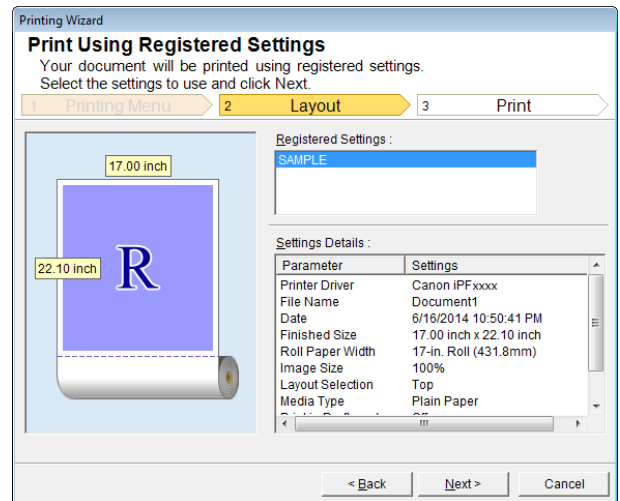 Printing Wizard
Print Using Registered Settings
Your document will be printed using registered settings.
Select the settings to use and click Next.
1 Printing Menu 2 Layout 3 Print
Registered Settings :
SAMPLE
17.00 inch
22.10 inch
R
Settings Details :
Parameter Settings
Printer Driver Canon iPFxxxx
File Name Document1
Date 6/16/2014 10:50:41 PM
Finished Size 17.00 inch x 22.10 inch
Roll Paper Width 17-in. Roll (431.8mm)
Image Size 100%
Layout Selection Top
Media Type Plain Paper
< Back Next > Cancel